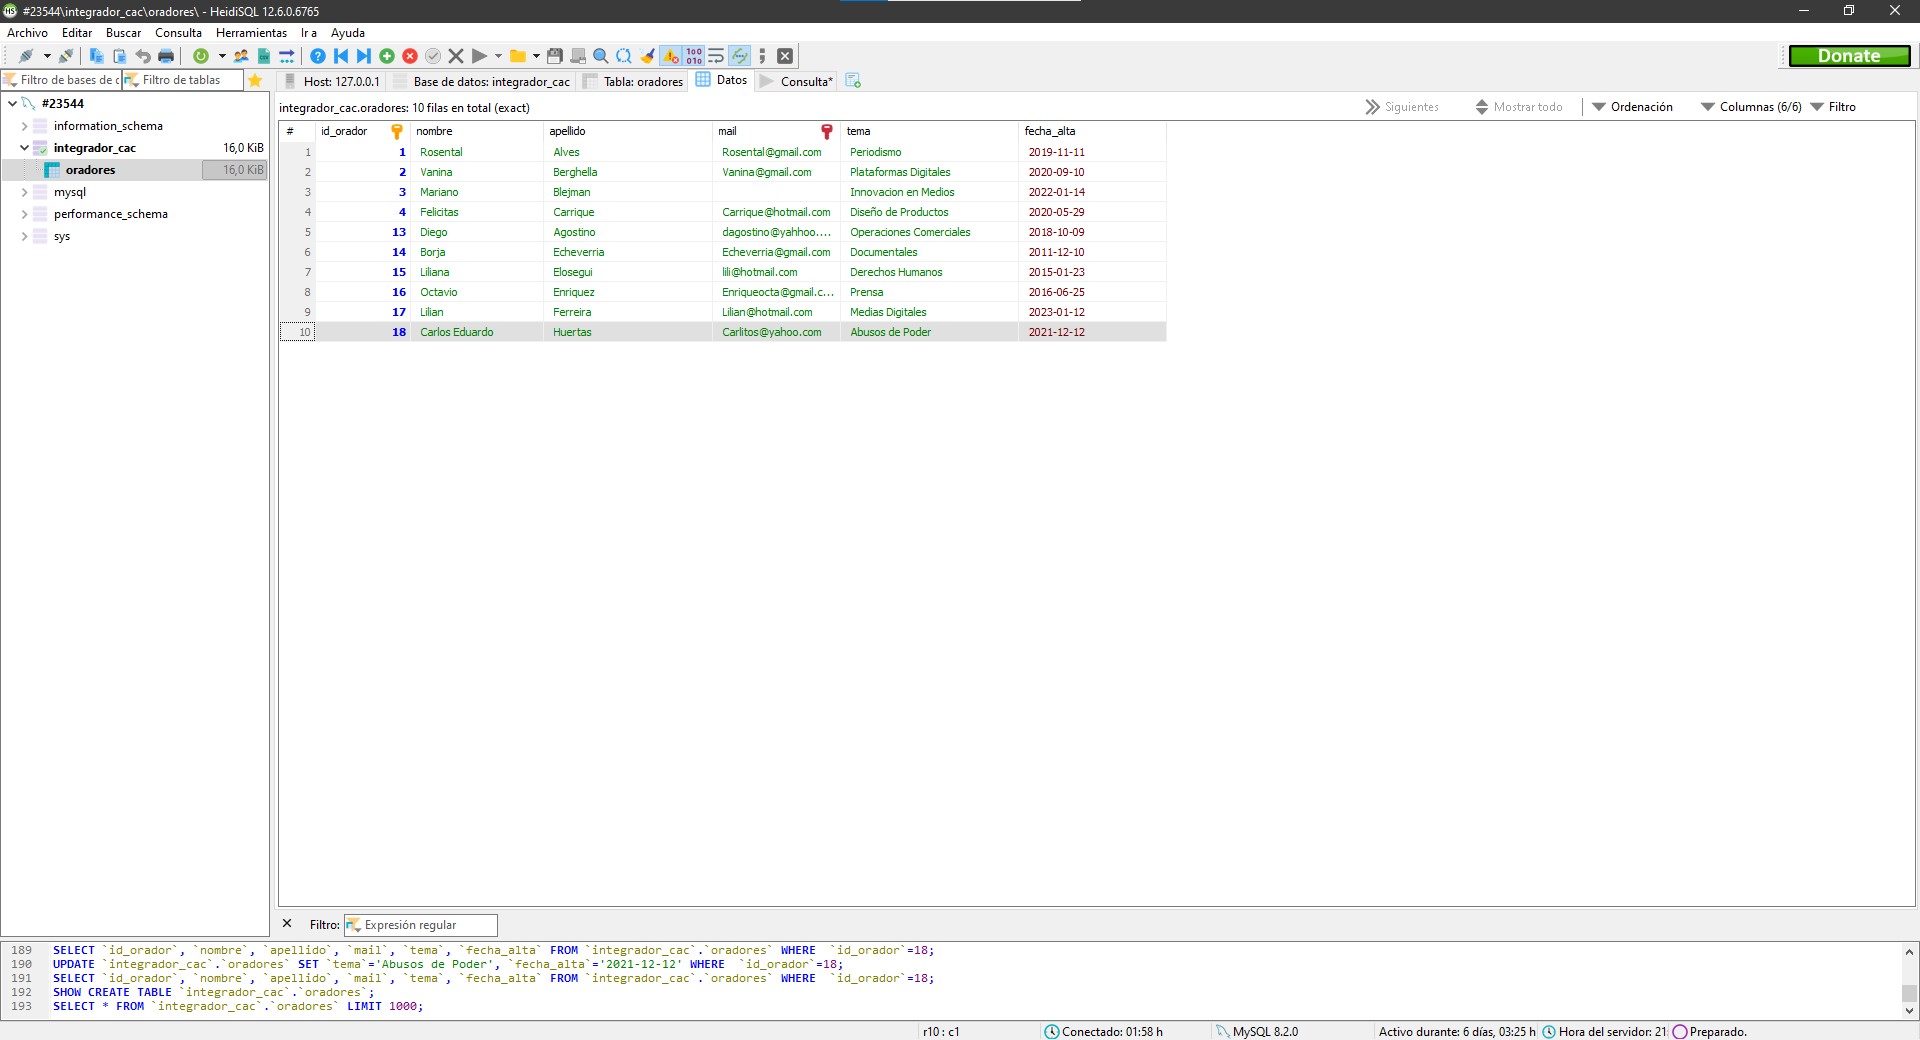 #23544\integrador_cac\oradores\ - HeidiSQL 12.6.0.6765
Archivo Editar Buscar Consulta Herramientas Ir a Ayuda
Donate
Filtro de bases de d Filtro de tablas Host: 127.0.0.1 Base de datos: integrador_cac Tabla: oradores Datos Consulta*
#23544
information_schema
integrador_cac 16,0 KiB
oradores 16,0 KiB
mysql
performance_schema
sys
integrador_cac.oradores: 10 filas en total (exact) Siguientes Mostrar todo Ordenación Columnas (6/6) Filtro
# id_orador nombre apellido mail tema fecha_alta
1 1 Rosental Alves Rosental@gmail.com Periodismo 2019-11-11
2 2 Vanina Berghella Vanina@gmail.com Plataformas Digitales 2020-09-10
3 3 Mariano Blejman Innovacion en Medios 2022-01-14
4 4 Felicitas Carrique Carrique@hotmail.com Diseño de Productos 2020-05-29
5 13 Diego Agostino dagostino@yahhoo.... Operaciones Comerciales 2018-10-09
6 14 Borja Echeverria Echeverria@gmail.com Documentales 2011-12-10
7 15 Liliana Elosegui lili@hotmail.com Derechos Humanos 2015-01-23
8 16 Octavio Enriquez Enriqueocta@gmail.c... Prensa 2016-06-25
9 17 Lilian Ferreira Lilian@hotmail.com Medias Digitales 2023-01-12
10 18 Carlos Eduardo Huertas Carlitos@yahoo.com Abusos de Poder 2021-12-12
Filtro: Expresión regular
189 SELECT `id_orador`, `nombre`, `apellido`, `mail`, `tema`, `fecha_alta` FROM `integrador_cac`.`oradores` WHERE  `id_orador`=18;
190 UPDATE `integrador_cac`.`oradores` SET `tema`='Abusos de Poder', `fecha_alta`='2021-12-12' WHERE  `id_orador`=18;
191 SELECT `id_orador`, `nombre`, `apellido`, `mail`, `tema`, `fecha_alta` FROM `integrador_cac`.`oradores` WHERE  `id_orador`=18;
192 SHOW CREATE TABLE `integrador_cac`.`oradores`;
193 SELECT * FROM `integrador_cac`.`oradores` LIMIT 1000;
r10 : c1 Conectado: 01:58 h MySQL 8.2.0 Activo durante: 6 días, 03:25 h Hora del servidor: 21: Preparado.